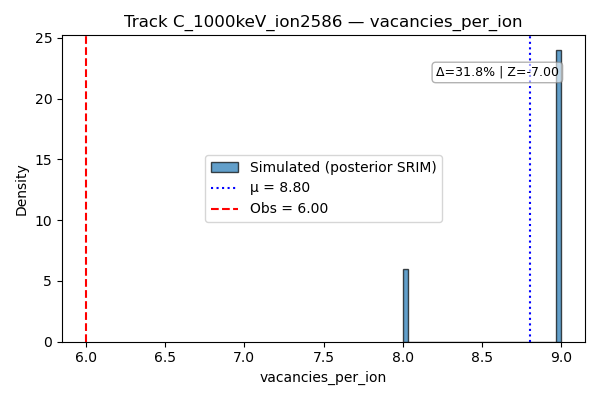 Track C_1000keV_ion2586 — vacancies_per_ion
25
20
15
10
5
0
Density
Δ=31.8% | Z=-7.00
Simulated (posterior SRIM)
μ = 8.80
Obs = 6.00
6.0 6.5 7.0 7.5 8.0 8.5 9.0
vacancies_per_ion